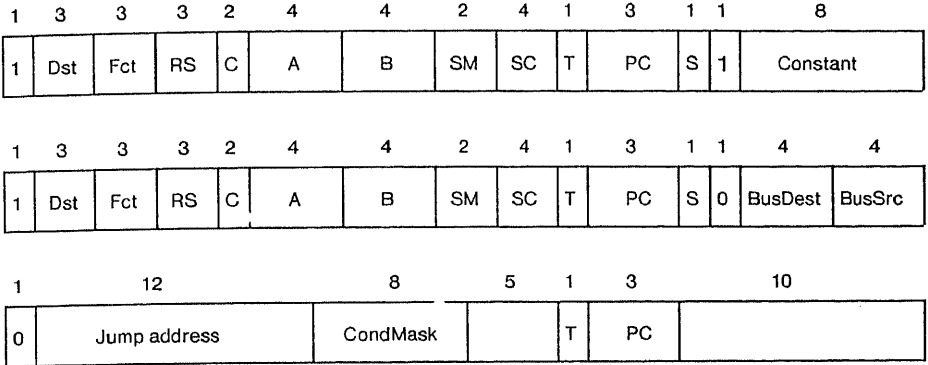 1 3 3 3 2 4 4 2 4 1 3 1 1 8
1 Dst Fct RS C A B SM SC T PC S 1 Constant
1 3 3 3 2 4 4 2 4 1 3 1 1 4 4
1 Dst Fct RS C A B SM SC T PC S 0 BusDest BusSrc
1 12 8 5 1 3 10
0 Jump address CondMask T PC